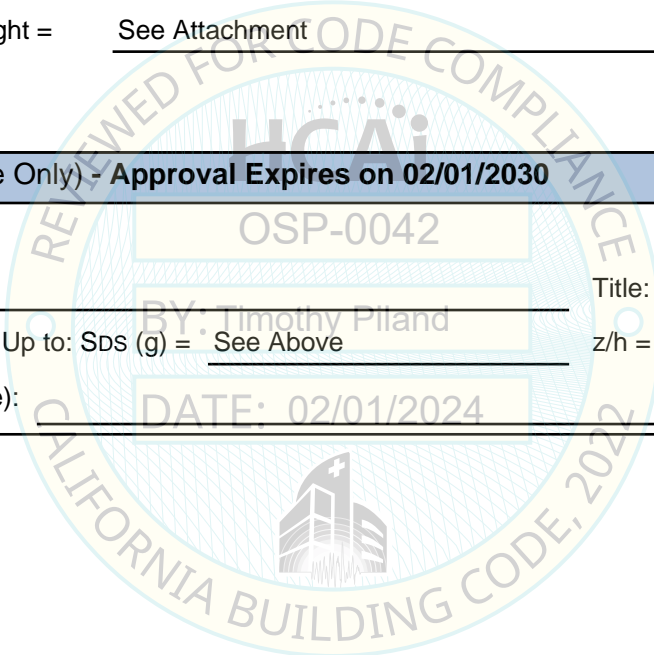 ght = See Attachment
REVIEWED FOR CODE COMPLIANCE
HCAi
e Only) - Approval Expires on 02/01/2030
OSP-0042
Title:
BY: Timothy Piland
Up to: SDS (g) = See Above z/h =
e):
DATE: 02/01/2024
CALIFORNIA BUILDING CODE, 2022